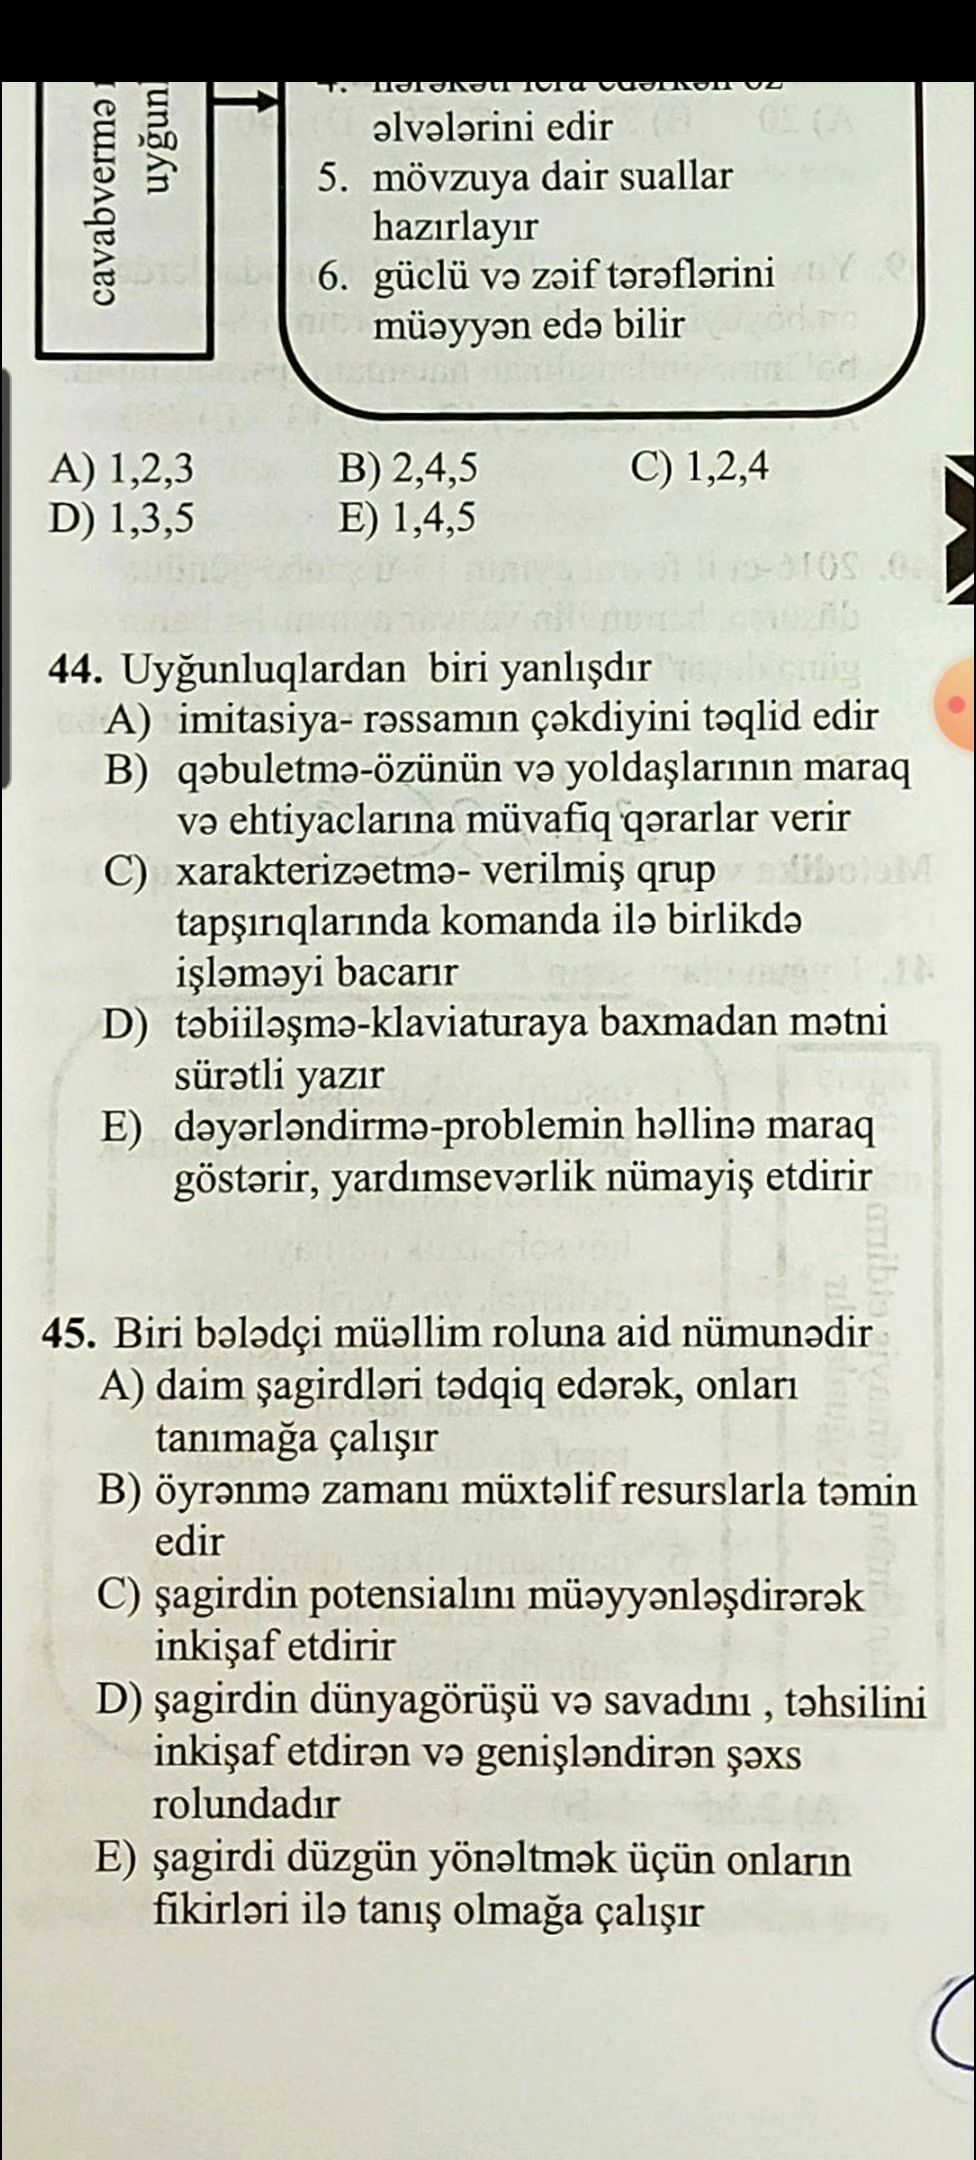 cavabvermə
uyğun
əlvələrini edir
5. mövzuya dair suallar
hazırlayır
6. güclü və zəif tərəflərini
müəyyən edə bilir
A) 1,2,3 B) 2,4,5 C) 1,2,4
D) 1,3,5 E) 1,4,5
44. Uyğunluqlardan biri yanlışdır
A) imitasiya- rəssamın çəkdiyini təqlid edir
B) qəbuletmə-özünün və yoldaşlarının maraq
və ehtiyaclarına müvafiq qərarlar verir
C) xarakterizəetmə- verilmiş qrup
tapşırıqlarında komanda ilə birlikdə
işləməyi bacarır
D) təbiiləşmə-klaviaturaya baxmadan mətni
sürətli yazır
E) dəyərləndirmə-problemin həllinə maraq
göstərir, yardımsevərlik nümayiş etdirir
45. Biri bələdçi müəllim roluna aid nümunədir
A) daim şagirdləri tədqiq edərək, onları
tanımağa çalışır
B) öyrənmə zamanı müxtəlif resurslarla təmin
edir
C) şagirdin potensialını müəyyənləşdirərək
inkişaf etdirir
D) şagirdin dünyagörüşü və savadını , təhsilini
inkişaf etdirən və genişləndirən şəxs
rolundadır
E) şagirdi düzgün yönəltmək üçün onların
fikirləri ilə tanış olmağa çalışır